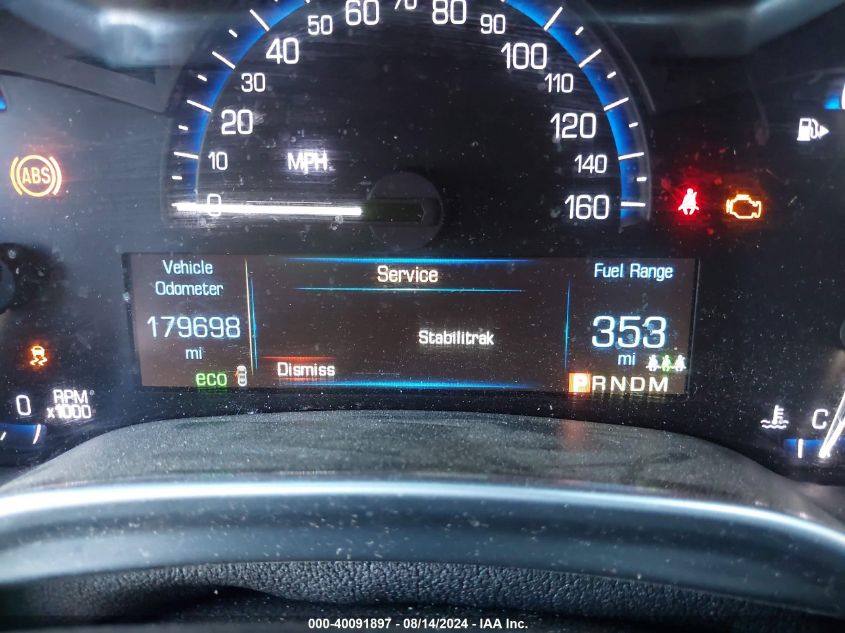 50 60 70 80 90
40 100
30 110
20 120
10 MPH 140
0 160
ABS
Vehicle Odometer
179698
mi
eco
Service
Stabilitrak
Dismiss
Fuel Range
353
mi
PRNDM
0 RPM
x1000
C
000-40091897 - 08/14/2024 - IAA Inc.